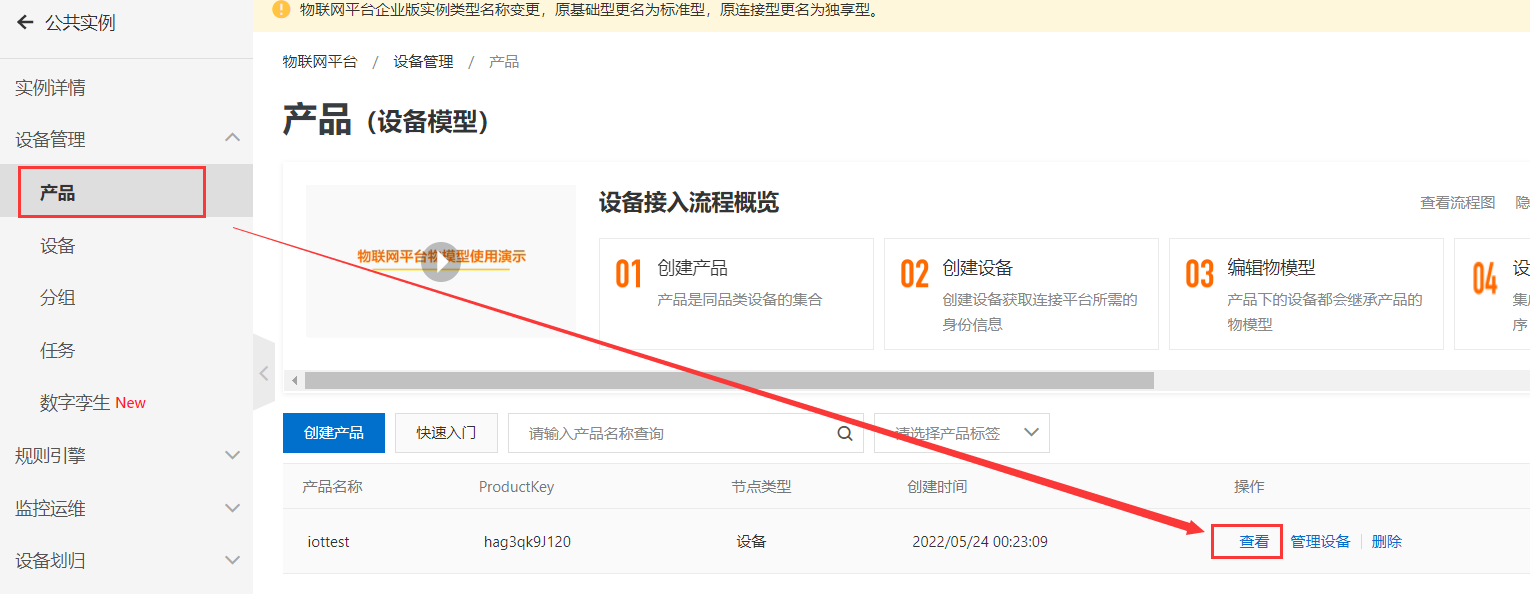 公共实例
物联网平台企业版实例类型名称变更，原基础型更名为标准型，原连接型更名为独享型。
实例详情
设备管理
产品
设备
分组
任务
数字孪生 New
规则引擎
监控运维
设备划归
物联网平台 / 设备管理 / 产品
产品（设备模型）
物联网平台物模型使用演示
设备接入流程概览
查看流程图 隐
01 创建产品
产品是同品类设备的集合
02 创建设备
创建设备获取连接平台所需的
身份信息
03 编辑物模型
产品下的设备都会继承产品的
物模型
04 设
集
序
创建产品 快速入门 请输入产品名称查询 请选择产品标签
产品名称 ProductKey 节点类型 创建时间 操作
iottest hag3qk9J120 设备 2022/05/24 00:23:09 查看 管理设备 删除